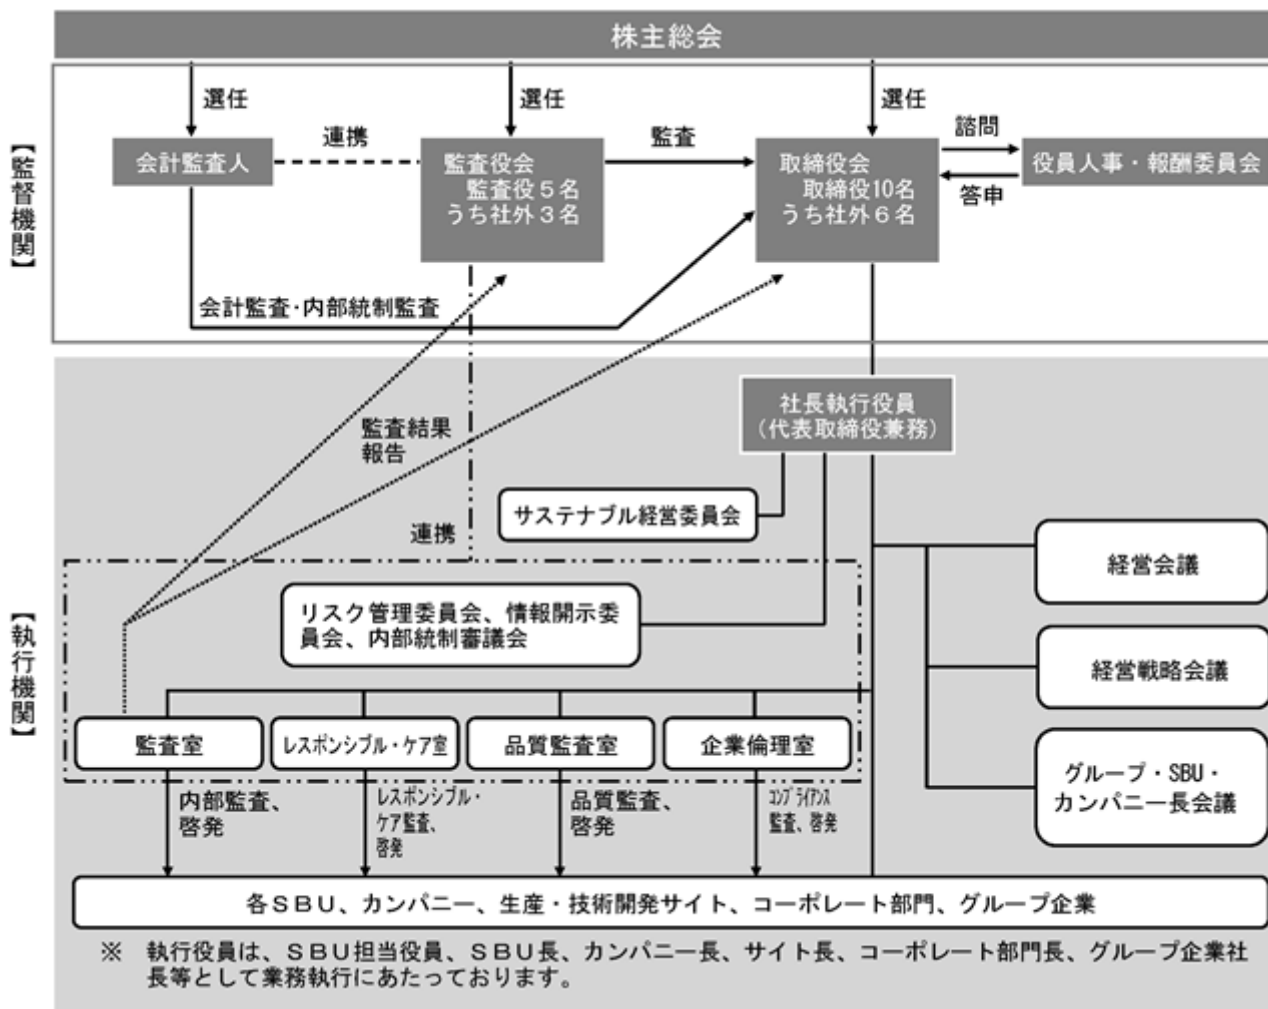 株主総会
【監督機関】
選任
選任
選任
会計監査人
連携
監査役会
監査役５名
うち社外３名
監査
取締役会
取締役10名
うち社外６名
諮問
答申
役員人事・報酬委員会
会計監査・内部統制監査
【執行機関】
社長執行役員
（代表取締役兼務）
監査結果
報告
連携
サステナブル経営委員会
経営会議
リスク管理委員会、情報開示委
員会、内部統制審議会
経営戦略会議
監査室
レスポンシブル・ケア室
品質監査室
企業倫理室
グループ・SBU・
カンパニー長会議
内部監査、
啓発
レスポンシブル・
ケア監査、
啓発
品質監査、
啓発
コンプライアンス
監査、啓発
各ＳＢＵ、カンパニー、生産・技術開発サイト、コーポレート部門、グループ企業
※　執行役員は、ＳＢＵ担当役員、ＳＢＵ長、カンパニー長、サイト長、コーポレート部門長、グループ企業社
長等として業務執行にあたっております。